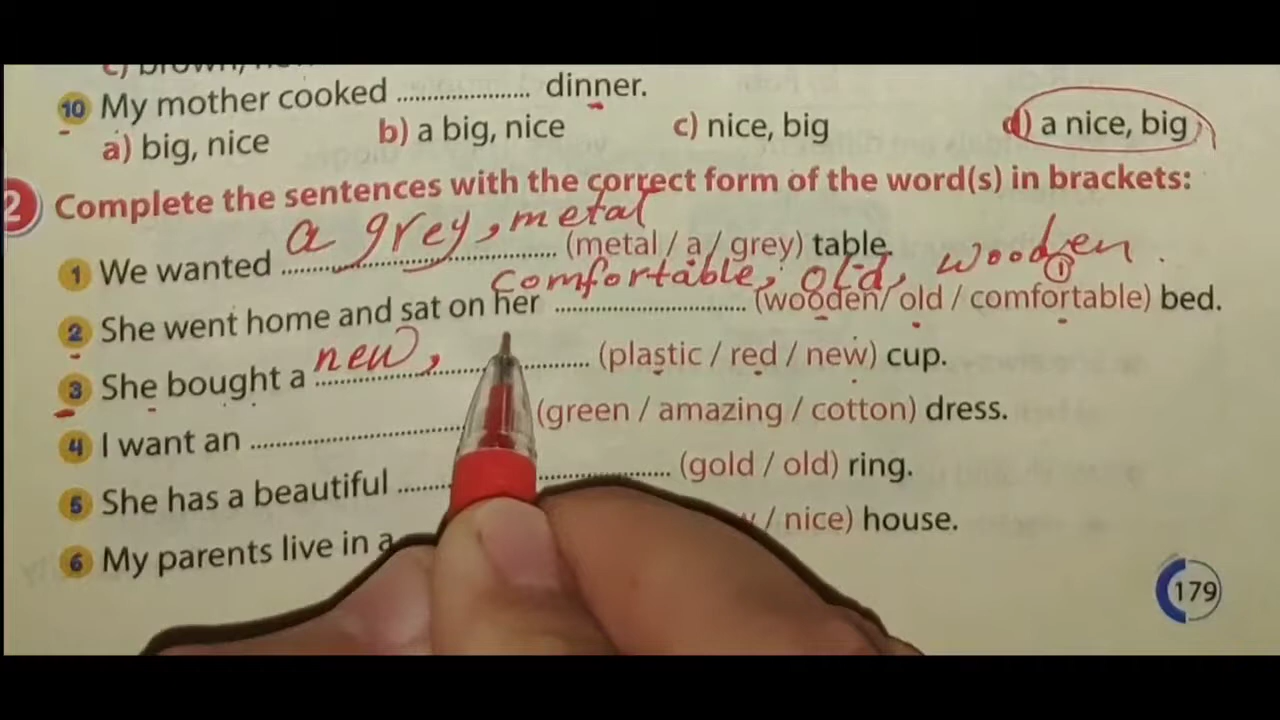 10 My mother cooked ...................... dinner.
a) big, nice b) a big, nice c) nice, big d) a nice, big
2 Complete the sentences with the correct form of the word(s) in brackets:
a grey, metal
1 We wanted ............................................. (metal / a / grey) table.
comfortable, old, wooden.
1
2 She went home and sat on her ............................... (wooden/ old / comfortable) bed.
new,
3 She bought a ............................................. (plastic / red / new) cup.
4 I want an ................................... (green / amazing / cotton) dress.
5 She has a beautiful ............................... (gold / old) ring.
6 My parents live in a / nice) house.
179